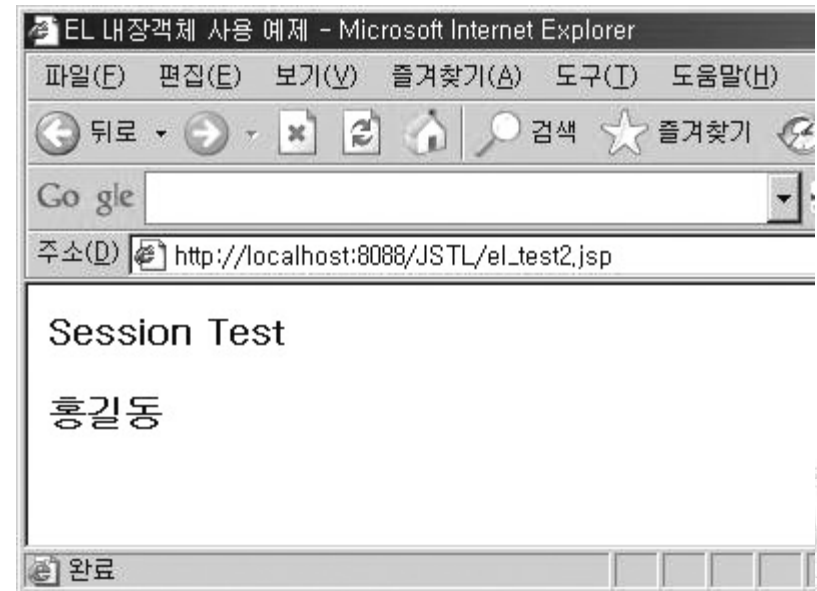 EL 내장객체 사용 예제 - Microsoft Internet Explorer
파일(F) 편집(E) 보기(V) 즐겨찾기(A) 도구(T) 도움말(H)
뒤로 검색 즐겨찾기
Go gle
주소(D) http://localhost:8088/JSTL/el_test2.jsp
Session Test
홍길동
완료